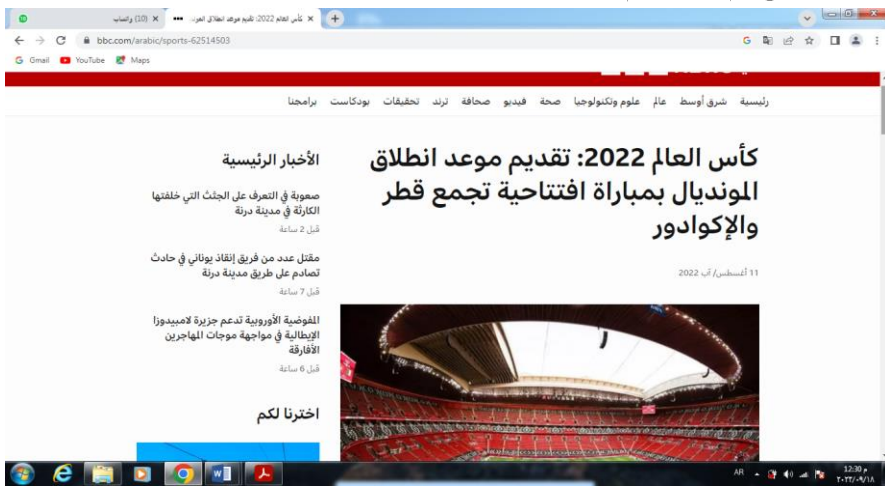 (10) واتساب
كأس العالم 2022: تقديم موعد انطلاق المون
bbc.com/arabic/sports-62514503
Gmail YouTube Maps
رئيسية شرق أوسط عالم علوم وتكنولوجيا صحة فيديو صحافة ترند تحقيقات بودكاست برامجنا
كأس العالم 2022: تقديم موعد انطلاق
المونديال بمباراة افتتاحية تجمع قطر
والإكوادور
11 أغسطس/ آب 2022
الأخبار الرئيسية
صعوبة في التعرف على الجثث التي خلفتها
الكارثة في مدينة درنة
قبل 2 ساعة
مقتل عدد من فريق إنقاذ يوناني في حادث
تصادم على طريق مدينة درنة
قبل 7 ساعة
المفوضية الأوروبية تدعم جزيرة لامبيدوزا
الإيطالية في مواجهة موجات المهاجرين
الأفارقة
قبل 6 ساعة
اخترنا لكم
AR
12:30 م
٢٠٢٣/٠٩/١٨